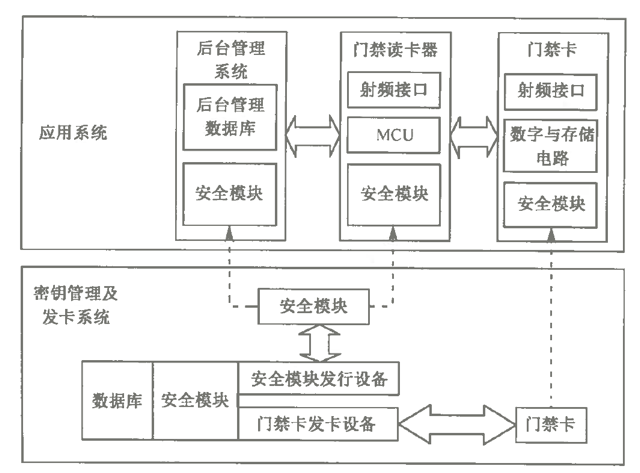 后台管理
系统
后台管理
数据库
安全模块
门禁读卡器
射频接口
MCU
安全模块
门禁卡
射频接口
数字与存储
电路
安全模块
应用系统
密钥管理及
发卡系统
安全模块
数据库
安全模块
安全模块发行设备
门禁卡发卡设备
门禁卡